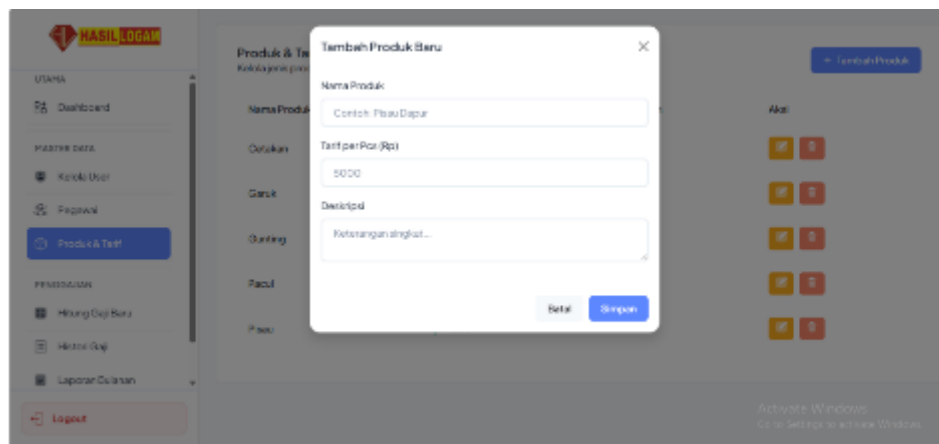 HASIL LOGAM
UTAMA
Dashboard
MASTER DATA
Kelola User
Pegawai
Produk & Tarif
PENGGAJIAN
Hitung Gaji Baru
Histori Gaji
Laporan Bulanan
Logout
Produk & Ta
Kelola jenis
+ Tambah Produk
Nama Produk
Aksi
Cetakan
Garuk
Gunting
Pacul
Pisau
Tambah Produk Baru
Nama Produk
Contoh: Pisau Dapur
Tarif per Pcs (Rp)
5000
Deskripsi
Keterangan singkat...
Batal
Simpan
Activate Windows
Go to Settings to activate Windows.